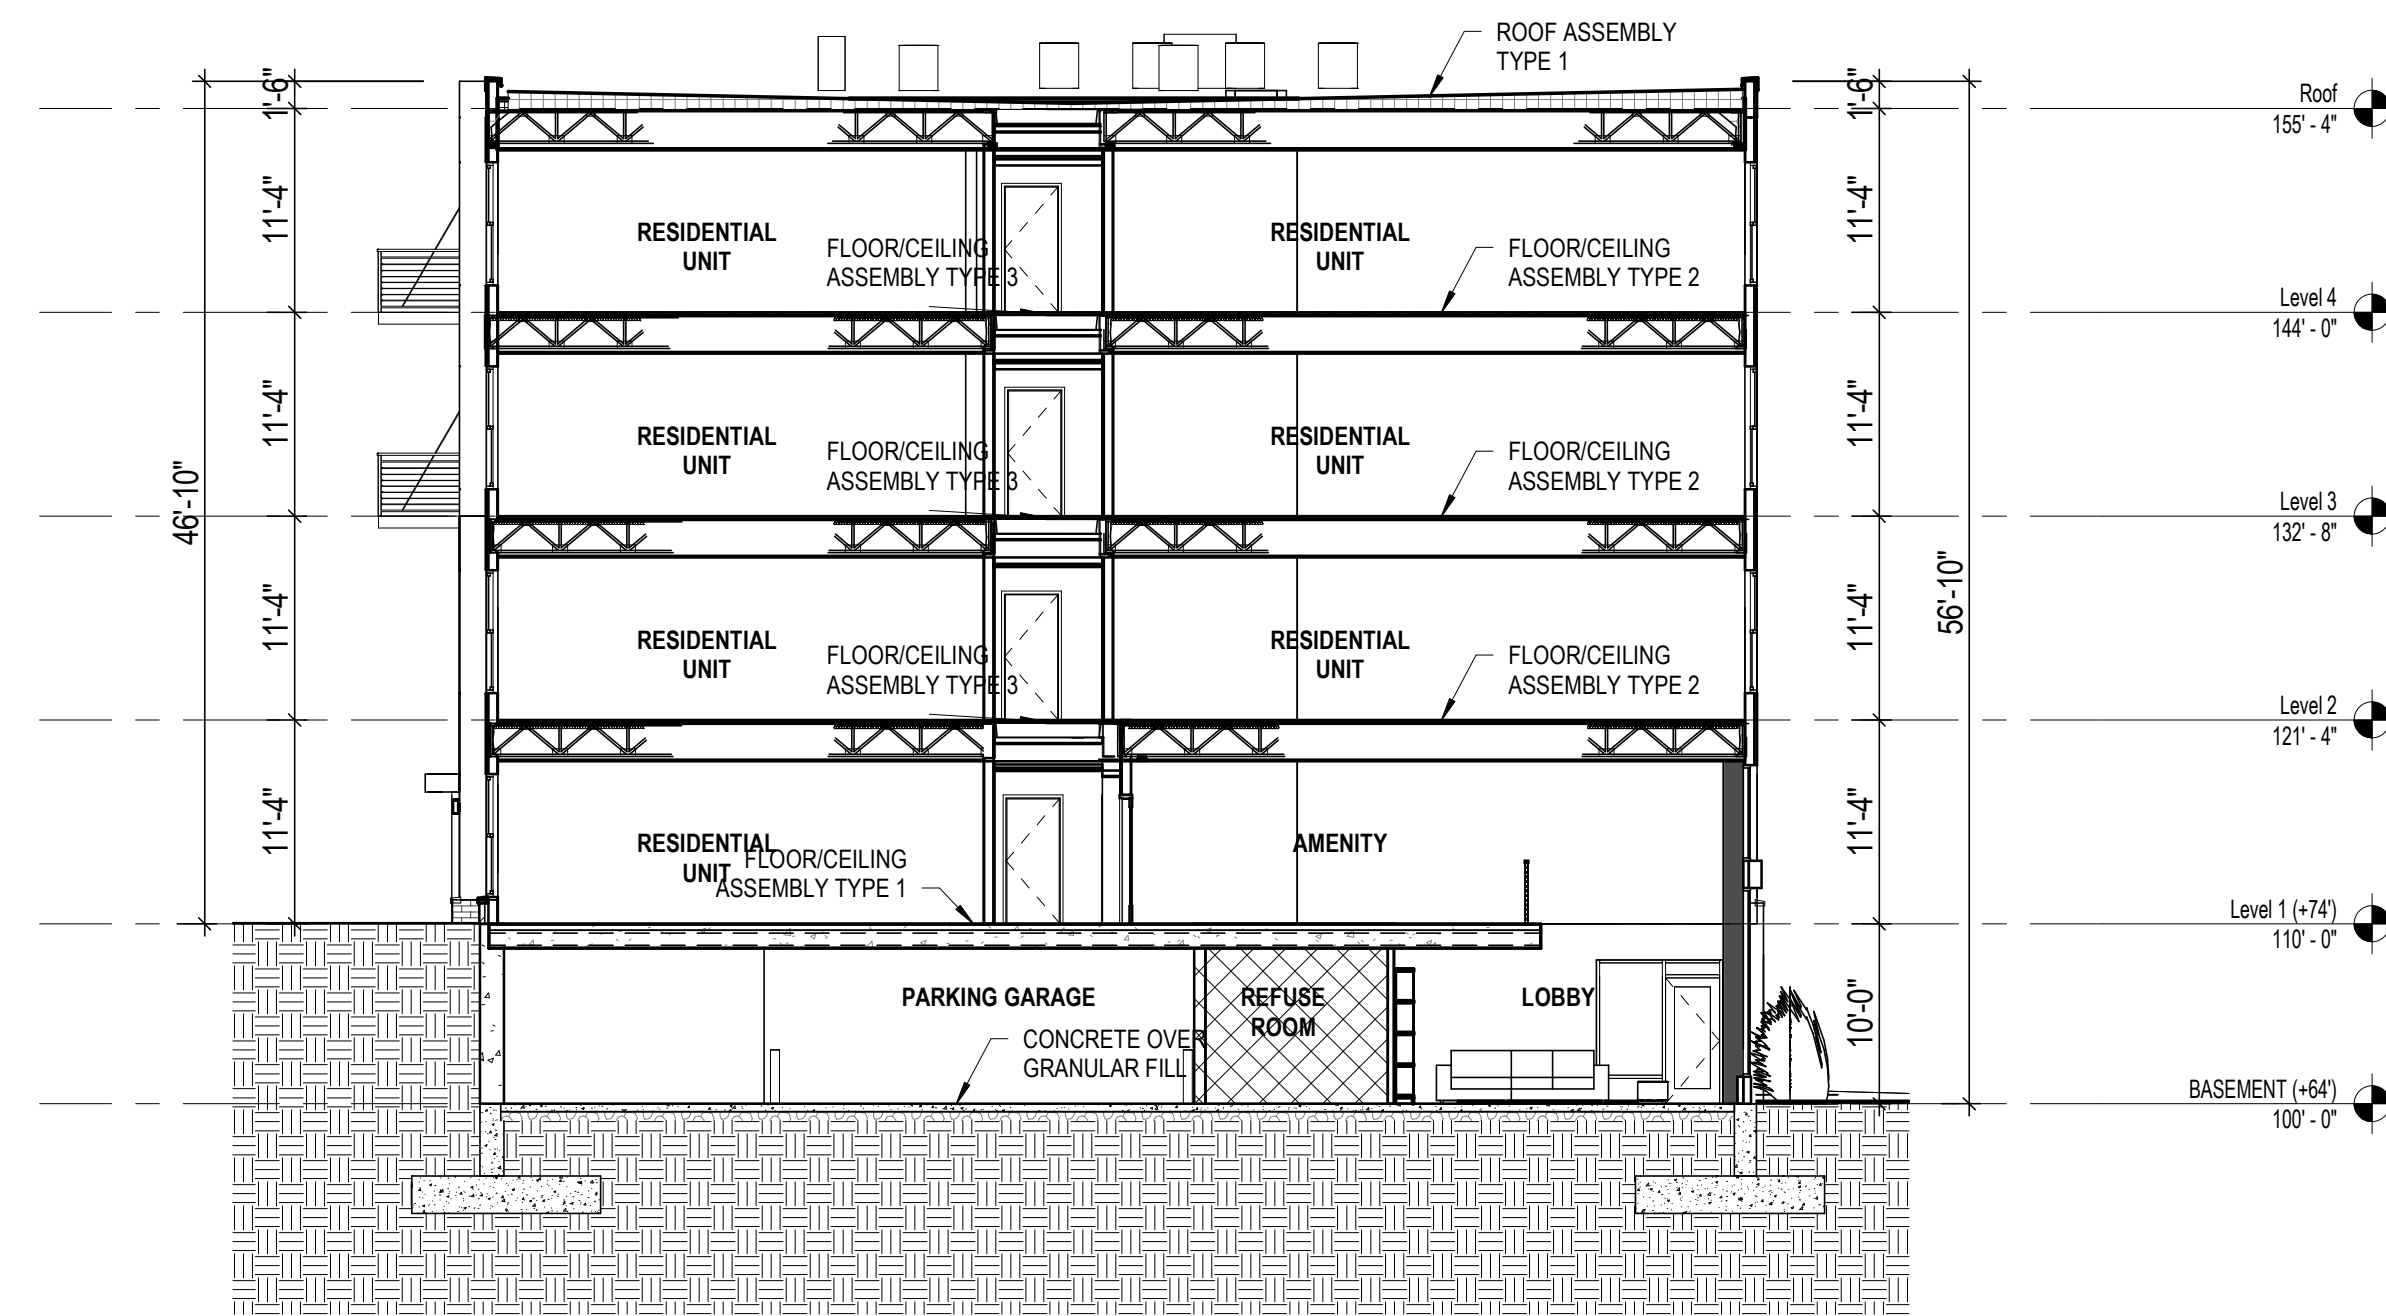 ROOF ASSEMBLY
TYPE 1
1'-6"
1'-6"
Roof
155' - 4"
11'-4"
RESIDENTIAL
UNIT
FLOOR/CEILING
ASSEMBLY TYPE 3
RESIDENTIAL
UNIT
FLOOR/CEILING
ASSEMBLY TYPE 2
11'-4"
Level 4
144' - 0"
11'-4"
RESIDENTIAL
UNIT
FLOOR/CEILING
ASSEMBLY TYPE 3
RESIDENTIAL
UNIT
FLOOR/CEILING
ASSEMBLY TYPE 2
11'-4"
46'-10"
Level 3
132' - 8"
56'-10"
11'-4"
RESIDENTIAL
UNIT
FLOOR/CEILING
ASSEMBLY TYPE 3
RESIDENTIAL
UNIT
FLOOR/CEILING
ASSEMBLY TYPE 2
11'-4"
Level 2
121' - 4"
11'-4"
RESIDENTIAL
UNIT
FLOOR/CEILING
ASSEMBLY TYPE 1
AMENITY
11'-4"
Level 1 (+74')
110' - 0"
PARKING GARAGE
REFUSE
ROOM
LOBBY
10'-0"
CONCRETE OVER
GRANULAR FILL
BASEMENT (+64')
100' - 0"